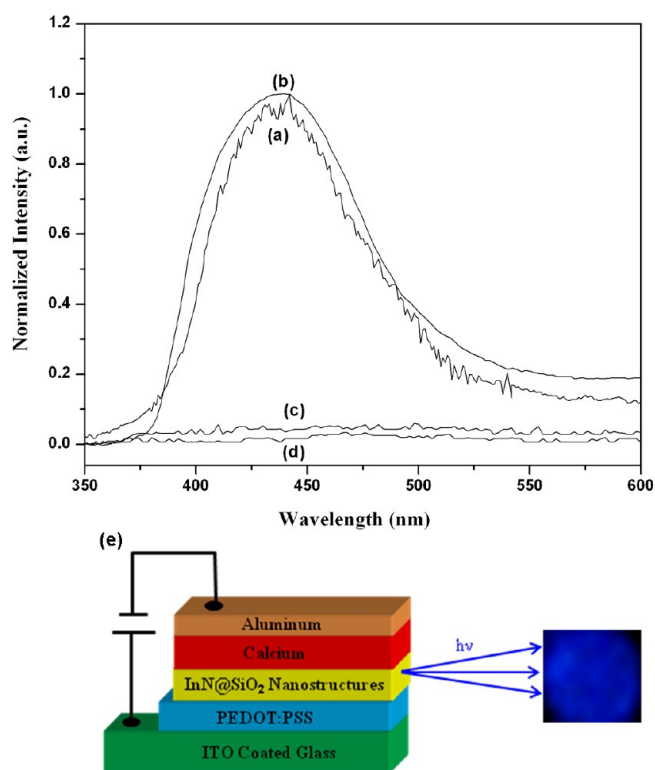 1.2
1.0
0.8
0.6
0.4
0.2
0.0
Normalized Intensity (a.u.)
(b)
(a)
(c)
(d)
350 400 450 500 550 600
Wavelength (nm)
(e)
Aluminum
Calcium
hν
InN@SiO₂ Nanostructures
PEDOT:PSS
ITO Coated Glass